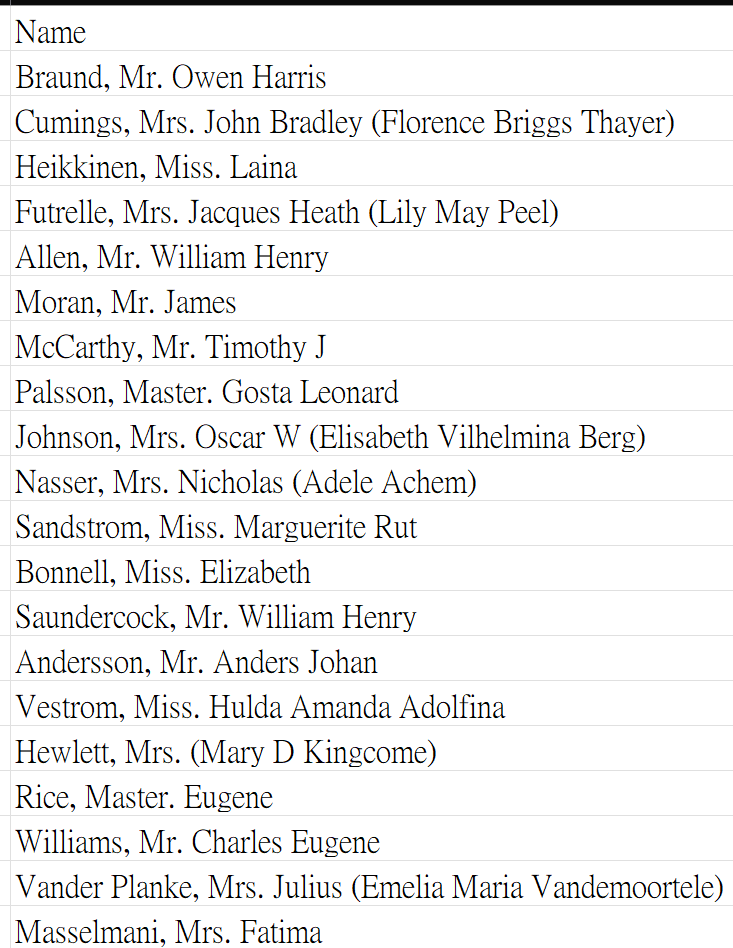 Name
Braund, Mr. Owen Harris
Cumings, Mrs. John Bradley (Florence Briggs Thayer)
Heikkinen, Miss. Laina
Futrelle, Mrs. Jacques Heath (Lily May Peel)
Allen, Mr. William Henry
Moran, Mr. James
McCarthy, Mr. Timothy J
Palsson, Master. Gosta Leonard
Johnson, Mrs. Oscar W (Elisabeth Vilhelmina Berg)
Nasser, Mrs. Nicholas (Adele Achem)
Sandstrom, Miss. Marguerite Rut
Bonnell, Miss. Elizabeth
Saundercock, Mr. William Henry
Andersson, Mr. Anders Johan
Vestrom, Miss. Hulda Amanda Adolfina
Hewlett, Mrs. (Mary D Kingcome)
Rice, Master. Eugene
Williams, Mr. Charles Eugene
Vander Planke, Mrs. Julius (Emelia Maria Vandemoortele)
Masselmani, Mrs. Fatima